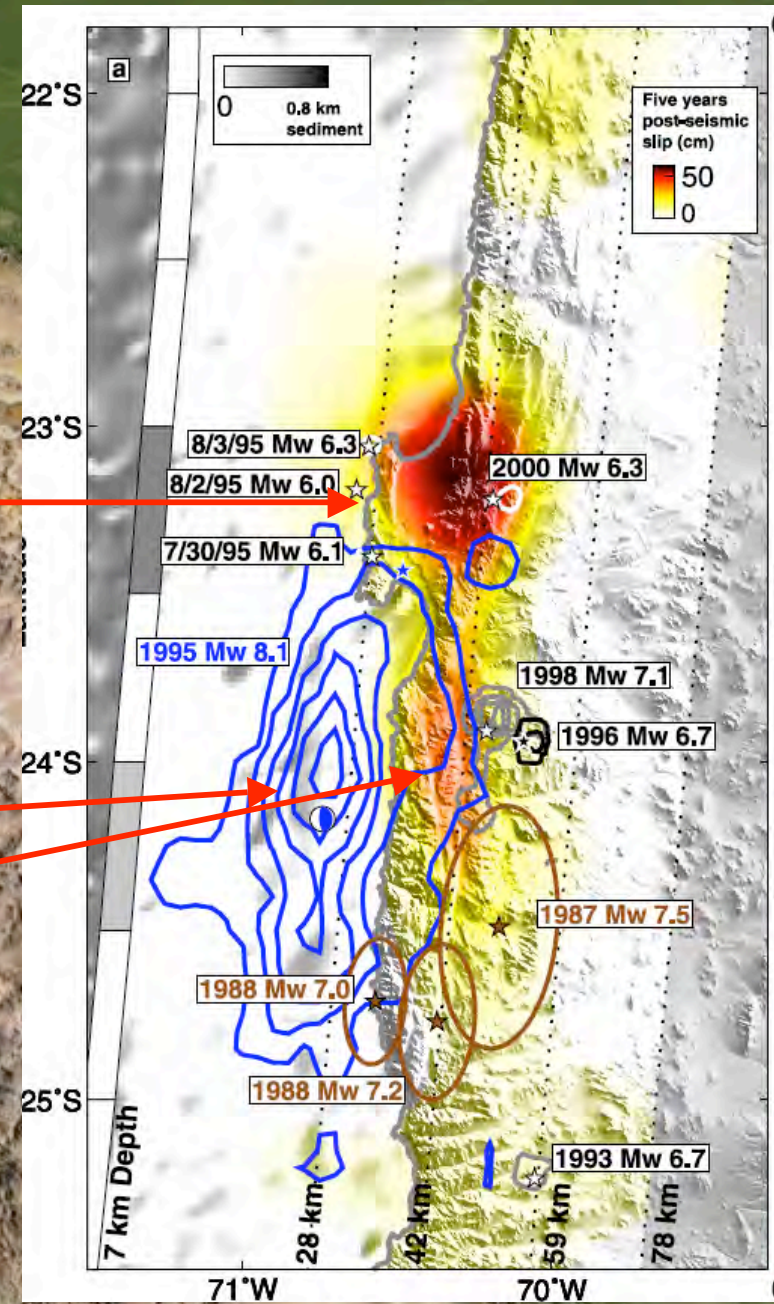 a
0
0.8 km
sediment
Five years
post-seismic
slip (cm)
50
0
22°S
23°S
8/3/95 Mw 6.3
2000 Mw 6.3
8/2/95 Mw 6.0
7/30/95 Mw 6.1
1995 Mw 8.1
1998 Mw 7.1
1996 Mw 6.7
24°S
1987 Mw 7.5
1988 Mw 7.0
1988 Mw 7.2
25°S
1993 Mw 6.7
7 km Depth
28 km
42 km
59 km
78 km
71°W
70°W